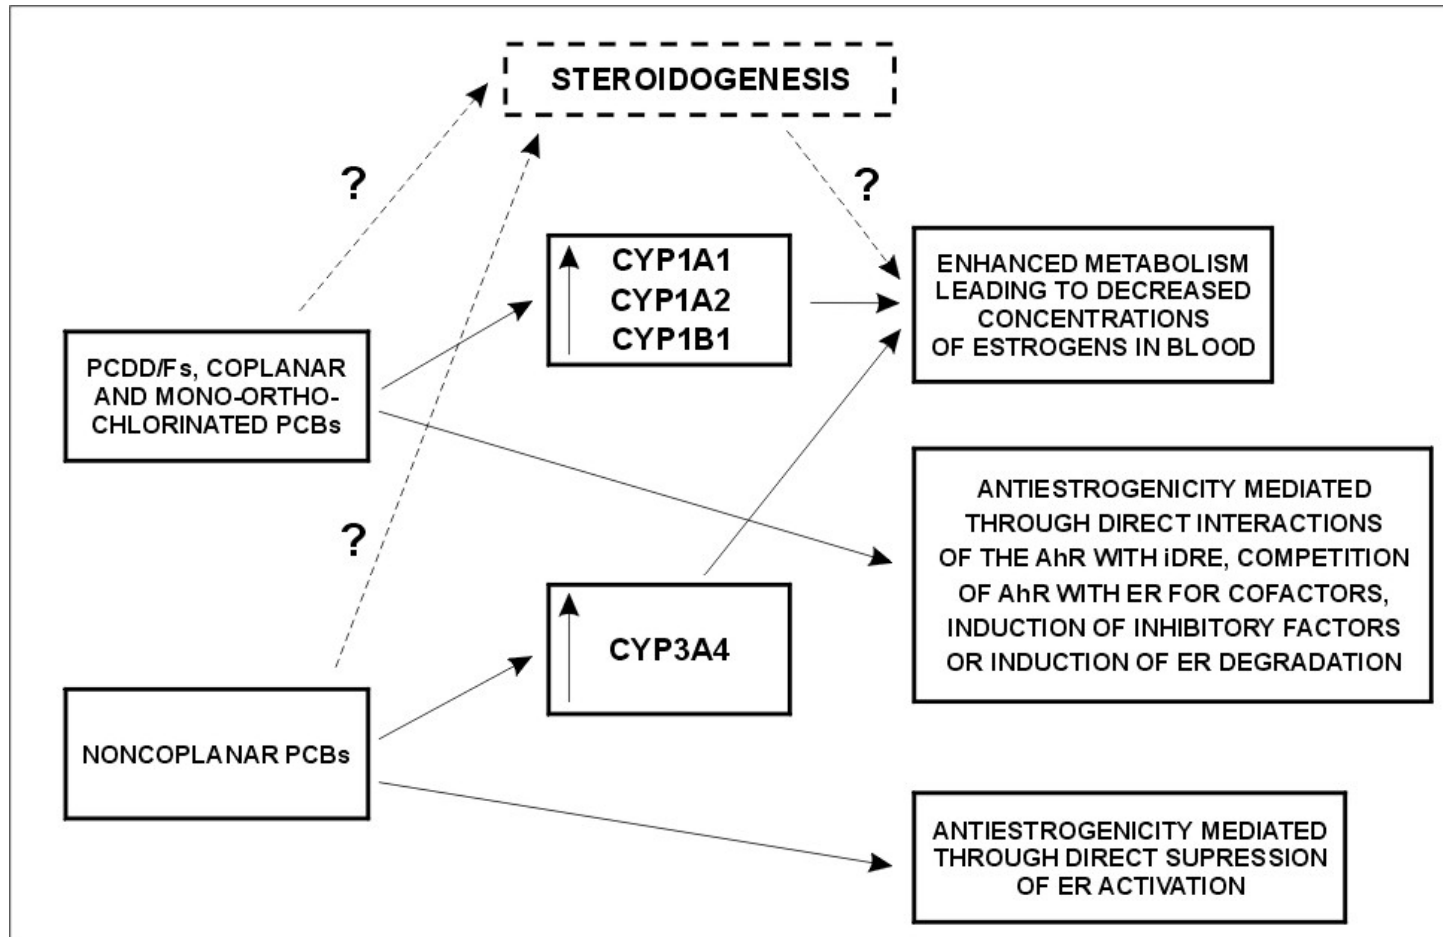 STEROIDOGENESIS
?
?
CYP1A1
CYP1A2
CYP1B1
ENHANCED METABOLISM
LEADING TO DECREASED
CONCENTRATIONS
OF ESTROGENS IN BLOOD
PCDD/Fs, COPLANAR
AND MONO-ORTHO-
CHLORINATED PCBs
ANTIESTROGENICITY MEDIATED
THROUGH DIRECT INTERACTIONS
OF THE AhR WITH iDRE, COMPETITION
OF AhR WITH ER FOR COFACTORS,
INDUCTION OF INHIBITORY FACTORS
OR INDUCTION OF ER DEGRADATION
?
CYP3A4
NONCOPLANAR PCBs
ANTIESTROGENICITY MEDIATED
THROUGH DIRECT SUPRESSION
OF ER ACTIVATION